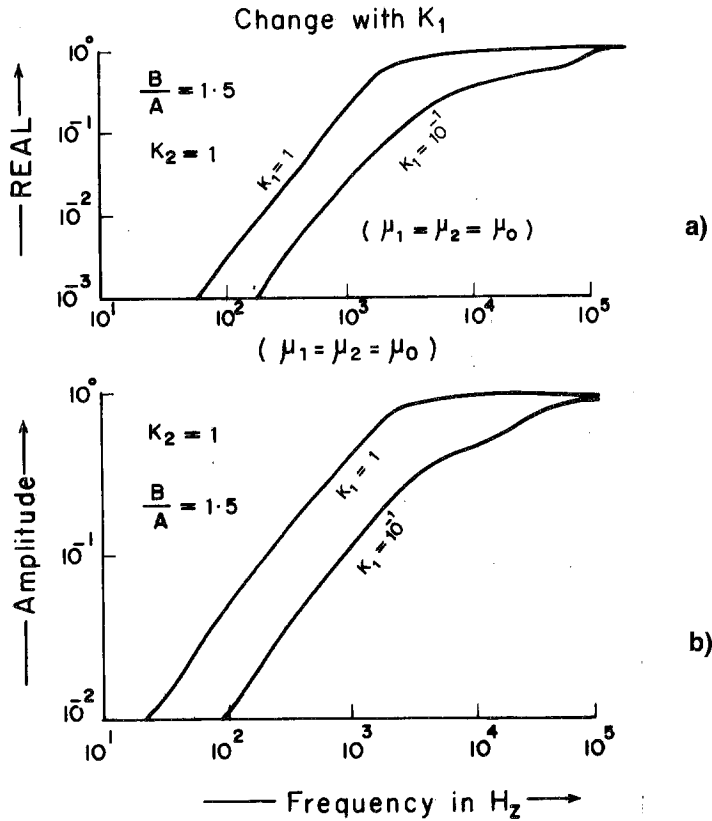 Change with K₁
10⁰
10⁻¹
10⁻²
10⁻³
REAL
B/A = 1·5
K₂ = 1
K₁ = 1
K₁ = 10⁻¹
( μ₁ = μ₂ = μ₀ )
a)
10¹ 10² 10³ 10⁴ 10⁵
( μ₁ = μ₂ = μ₀ )
10⁰
10⁻¹
10⁻²
Amplitude
K₂ = 1
B/A = 1·5
K₁ = 1
K₁ = 10⁻¹
b)
10¹ 10² 10³ 10⁴ 10⁵
Frequency in Hz